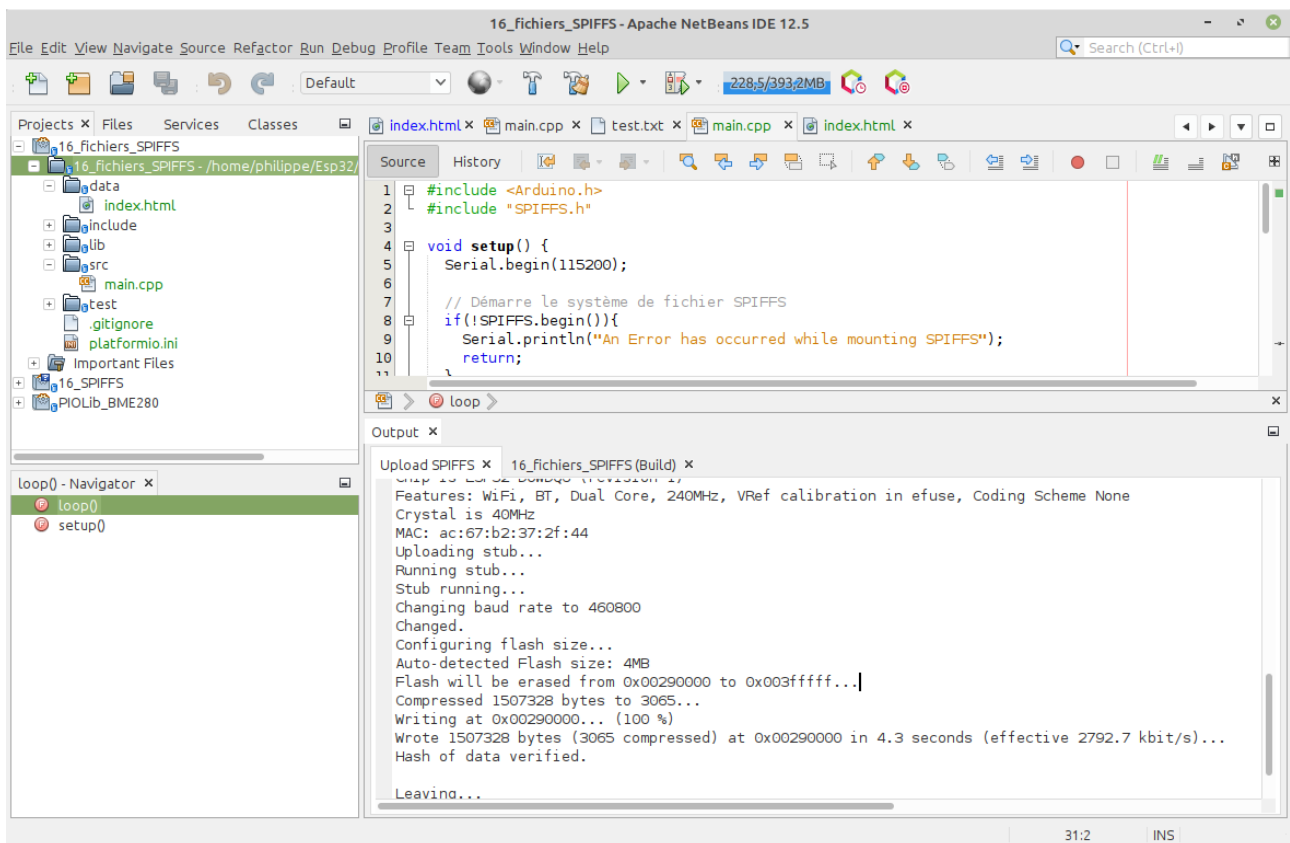 16_fichiers_SPIFFS - Apache NetBeans IDE 12.5
File Edit View Navigate Source Refactor Run Debug Profile Team Tools Window Help
Search (Ctrl+I)
Default
228,5/393,2MB
Projects Files Services Classes
16_fichiers_SPIFFS
16_fichiers_SPIFFS - /home/philippe/Esp32/
data
index.html
include
lib
src
main.cpp
test
.gitignore
platformio.ini
Important Files
16_SPIFFS
PIOLib_BME280
loop() - Navigator
loop()
setup()
index.html main.cpp test.txt main.cpp index.html
Source History
1 #include <Arduino.h>
2 #include "SPIFFS.h"
3
4 void setup() {
5 Serial.begin(115200);
6
7 // Démarre le système de fichier SPIFFS
8 if(!SPIFFS.begin()){
9 Serial.println("An Error has occurred while mounting SPIFFS");
10 return;
11 }
loop
Output
Upload SPIFFS 16_fichiers_SPIFFS (Build)
Chip is ESP32-D0WDQ6 (revision 1)
Features: WiFi, BT, Dual Core, 240MHz, VRef calibration in efuse, Coding Scheme None
Crystal is 40MHz
MAC: ac:67:b2:37:2f:44
Uploading stub...
Running stub...
Stub running...
Changing baud rate to 460800
Changed.
Configuring flash size...
Auto-detected Flash size: 4MB
Flash will be erased from 0x00290000 to 0x003fffff...
Compressed 1507328 bytes to 3065...
Writing at 0x00290000... (100 %)
Wrote 1507328 bytes (3065 compressed) at 0x00290000 in 4.3 seconds (effective 2792.7 kbit/s)...
Hash of data verified.
Leaving...
31:2 INS